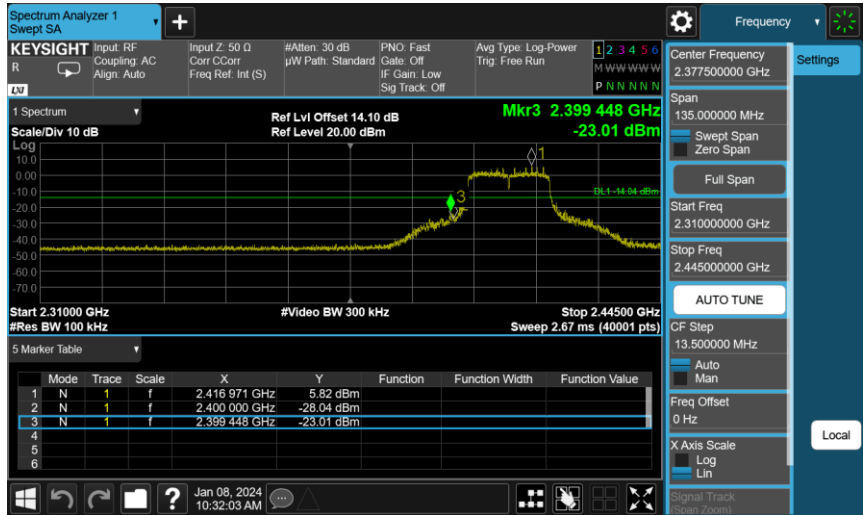 Spectrum Analyzer 1
Swept SA
Frequency
KEYSIGHT
R
LXI
Input: RF
Coupling: AC
Align: Auto
Input Z: 50 Ω
Corr CCorr
Freq Ref: Int (S)
#Atten: 30 dB
µW Path: Standard
PNO: Fast
Gate: Off
IF Gain: Low
Sig Track: Off
Avg Type: Log-Power
Trig: Free Run
1 2 3 4 5 6
M W W W W W
P N N N N N
1 Spectrum
Scale/Div 10 dB
Ref Lvl Offset 14.10 dB
Ref Level 20.00 dBm
Mkr3 2.399 448 GHz
-23.01 dBm
Log
10.0
0.00
-10.0
-20.0
-30.0
-40.0
-50.0
-60.0
-70.0
1
3
DL1 -14.04 dBm
Start 2.31000 GHz
#Res BW 100 kHz
#Video BW 300 kHz
Stop 2.44500 GHz
Sweep 2.67 ms (40001 pts)
5 Marker Table
Mode Trace Scale X Y Function Function Width Function Value
1 N 1 f 2.416 971 GHz 5.82 dBm
2 N 1 f 2.400 000 GHz -28.04 dBm
3 N 1 f 2.399 448 GHz -23.01 dBm
4
5
6
Center Frequency
2.377500000 GHz
Span
135.000000 MHz
Swept Span
Zero Span
Full Span
Start Freq
2.310000000 GHz
Stop Freq
2.445000000 GHz
AUTO TUNE
CF Step
13.500000 MHz
Auto
Man
Freq Offset
0 Hz
X Axis Scale
Log
Lin
Signal Track
(Span Zoom)
Settings
Local
?
Jan 08, 2024
10:32:03 AM